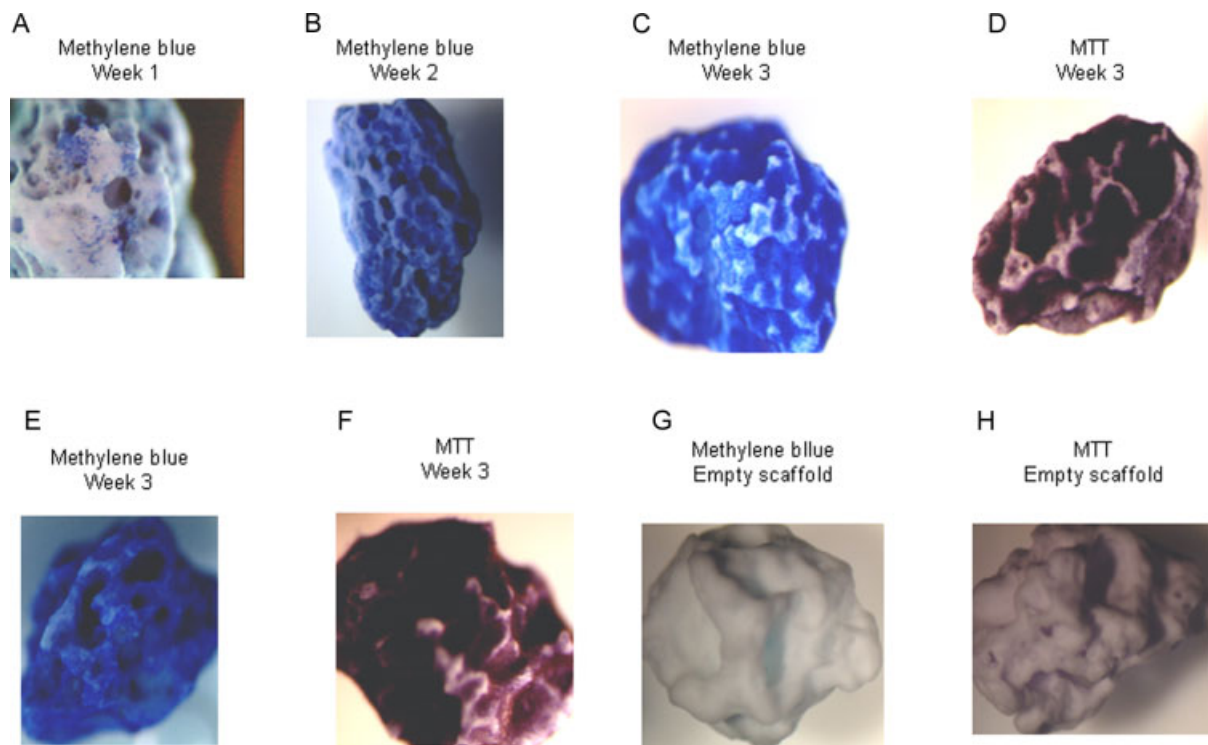 A
Methylene blue
Week 1
B
Methylene blue
Week 2
C
Methylene blue
Week 3
D
MTT
Week 3
E
Methylene blue
Week 3
F
MTT
Week 3
G
Methylene bllue
Empty scaffold
H
MTT
Empty scaffold